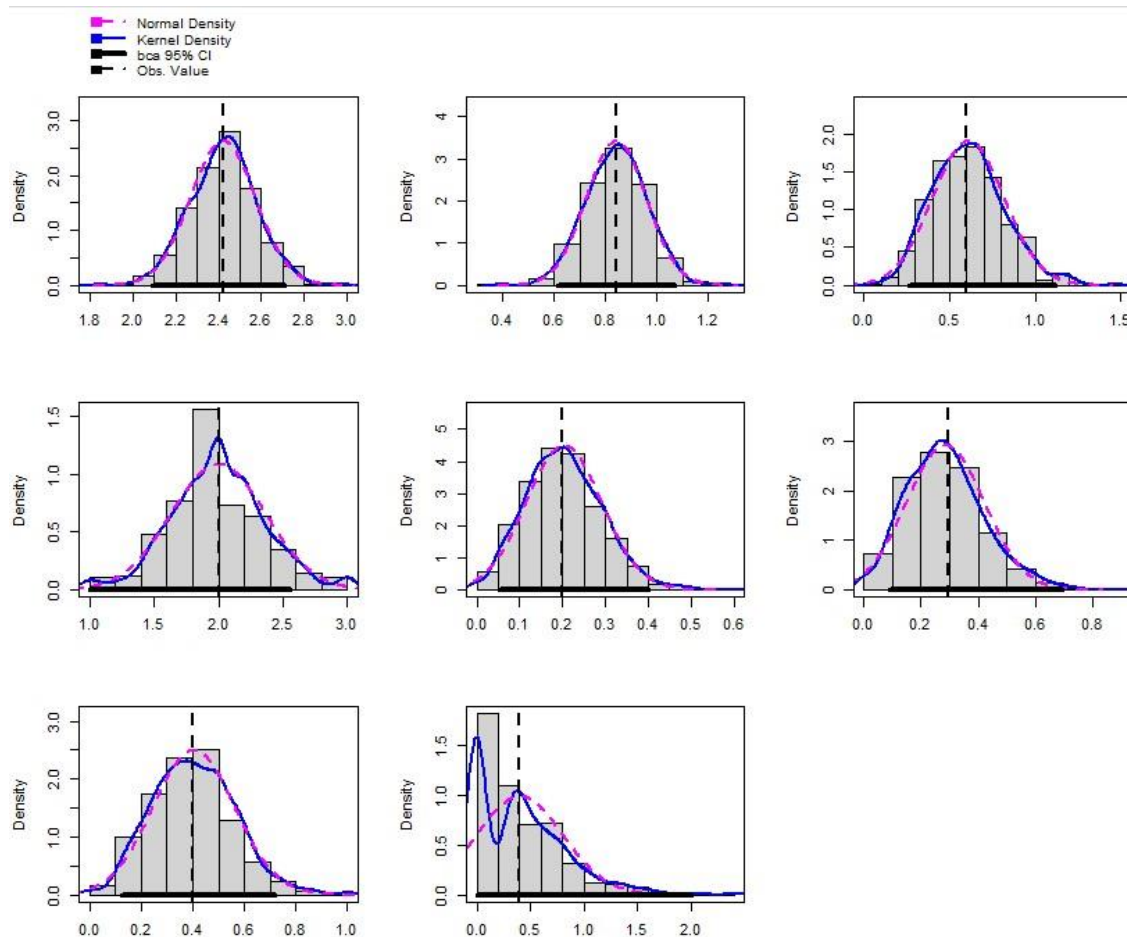 Normal Density
Kernel Density
bca 95% CI
Obs. Value
Density
0.0 1.0 2.0 3.0
1.8 2.0 2.2 2.4 2.6 2.8 3.0
Density
0 1 2 3 4
0.4 0.6 0.8 1.0 1.2
Density
0.0 0.5 1.0 1.5 2.0
0.0 0.5 1.0 1.5
Density
0.0 0.5 1.0 1.5
1.0 1.5 2.0 2.5 3.0
Density
0 1 2 3 4 5
0.0 0.1 0.2 0.3 0.4 0.5 0.6
Density
0 1 2 3
0.0 0.2 0.4 0.6 0.8
Density
0.0 1.0 2.0 3.0
0.0 0.2 0.4 0.6 0.8 1.0
Density
0.0 0.5 1.0 1.5
0.0 0.5 1.0 1.5 2.0